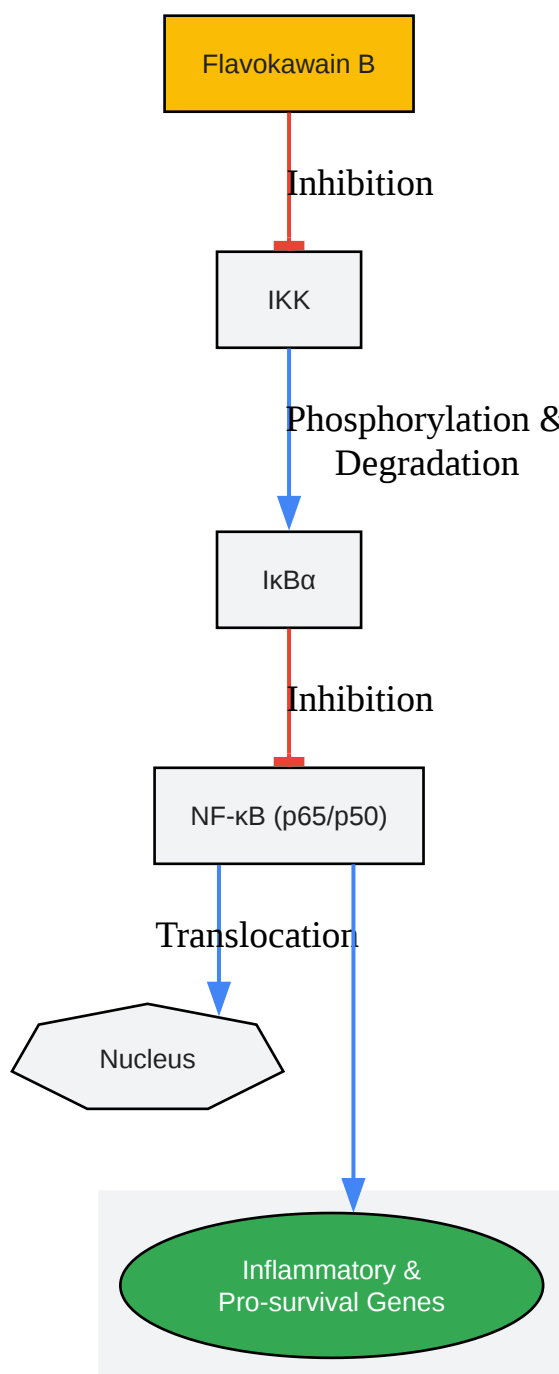 Flavokawain B
Inhibition
IKK
Phosphorylation &
Degradation
IκBα
Inhibition
NF-κB (p65/p50)
Translocation
Nucleus
Inflammatory &
Pro-survival Genes